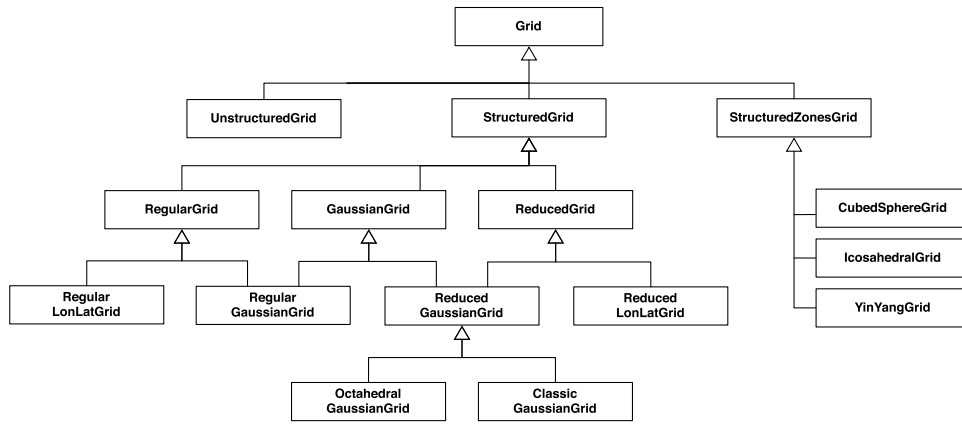 Grid
UnstructuredGrid
StructuredGrid
StructuredZonesGrid
RegularGrid
GaussianGrid
ReducedGrid
CubedSphereGrid
IcosahedralGrid
YinYangGrid
Regular
LonLatGrid
Regular
GaussianGrid
Reduced
GaussianGrid
Reduced
LonLatGrid
Octahedral
GaussianGrid
Classic
GaussianGrid